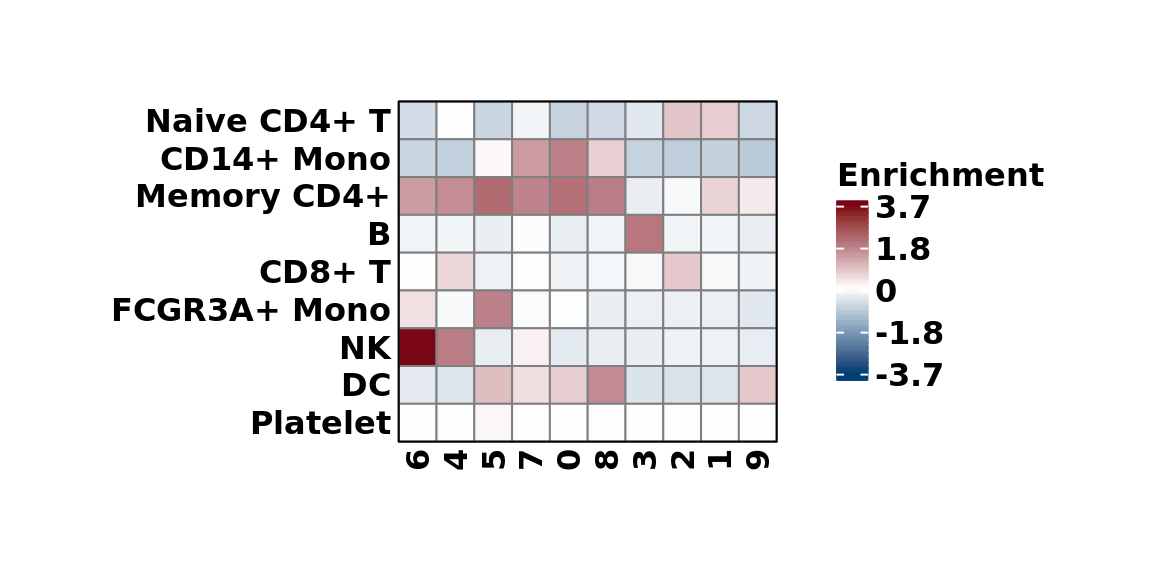 Naive CD4+ T
CD14+ Mono
Memory CD4+
B
CD8+ T
FCGR3A+ Mono
NK
DC
Platelet
6 4 5 7 0 8 3 2 1 9
Enrichment
3.7
1.8
0
-1.8
-3.7